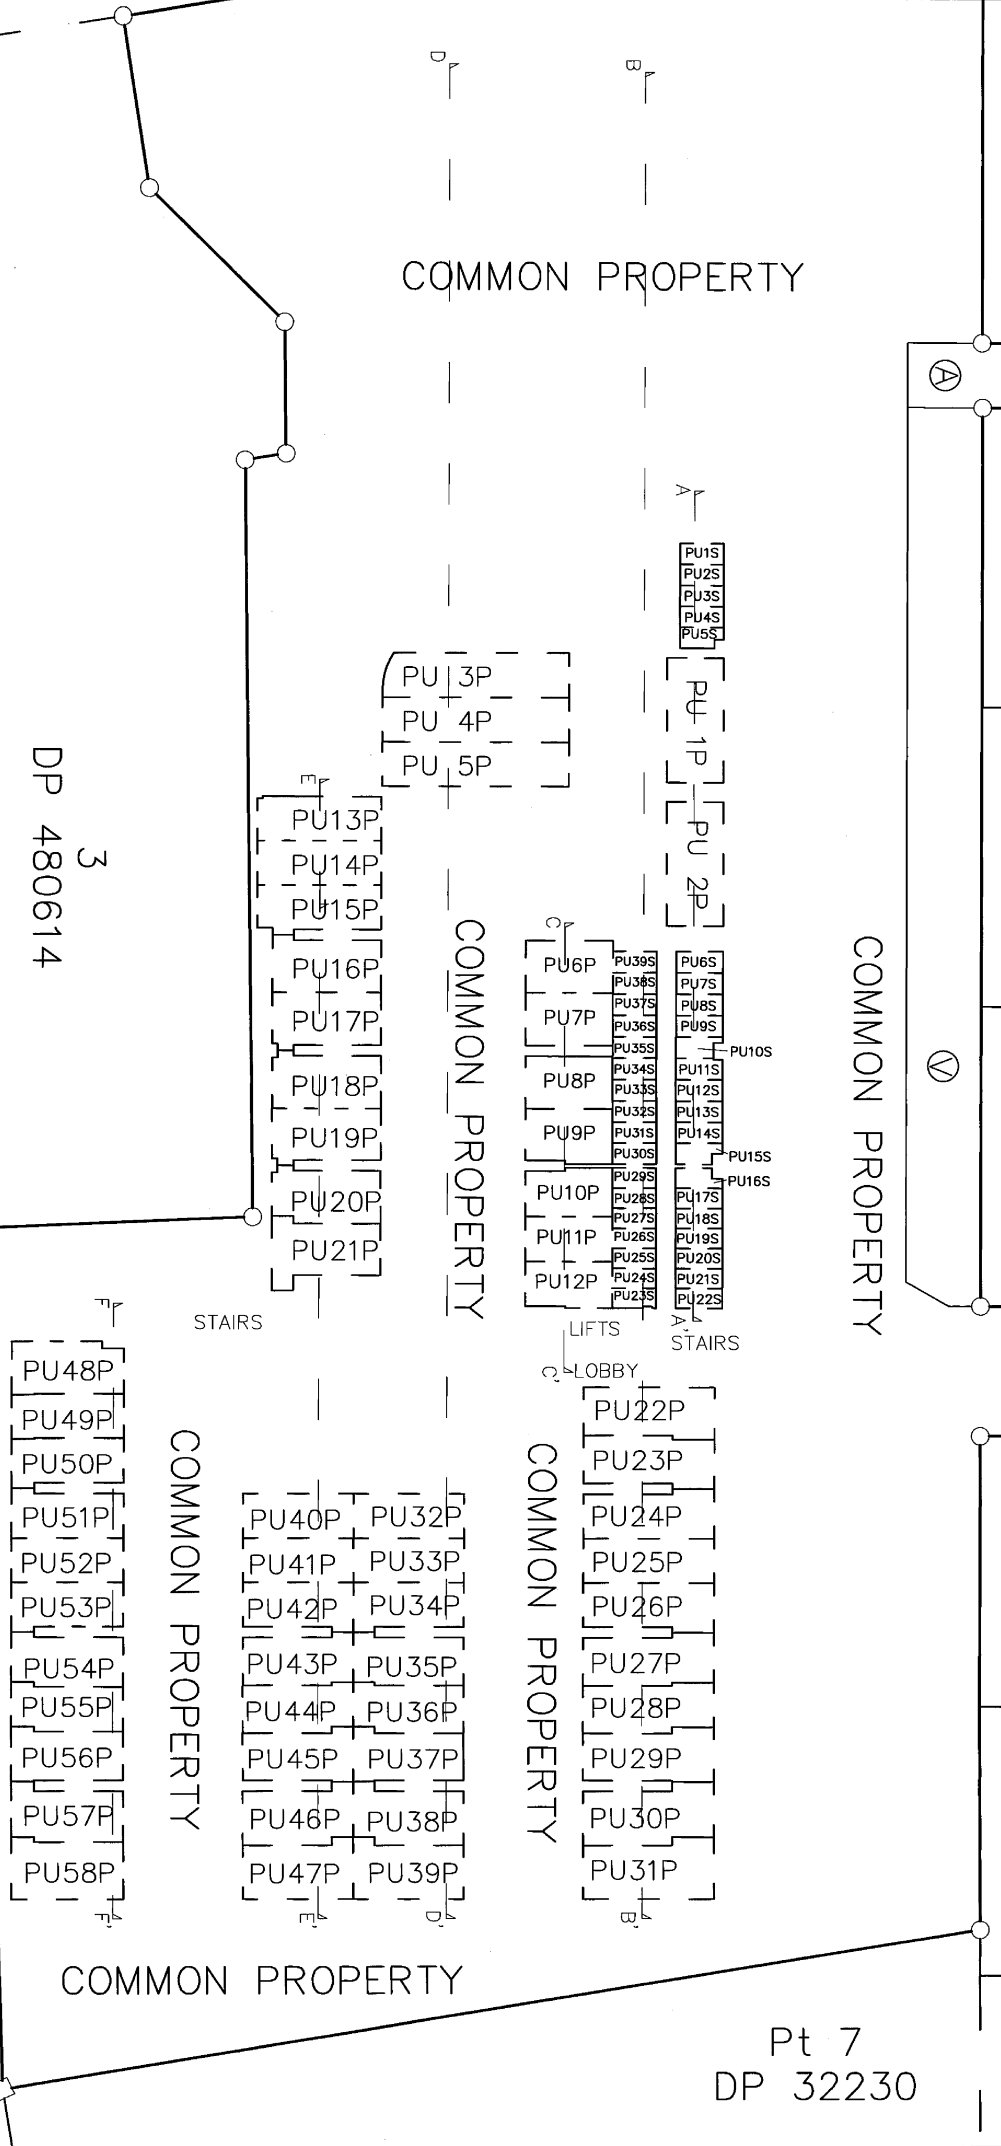 D
B
COMMON PROPERTY
A
A
PU1S
PU2S
PU3S
PU4S
PU5S
PU 3P
PU 4P
PU 5P
PU 1P
PU 2P
3
DP 480614
E
PU13P
PU14P
PU15P
PU16P
PU17P
PU18P
PU19P
PU20P
PU21P
COMMON PROPERTY
C
PU6P
PU7P
PU8P
PU9P
PU10P
PU11P
PU12P
PU39S
PU38S
PU37S
PU36S
PU35S
PU34S
PU33S
PU32S
PU31S
PU30S
PU29S
PU28S
PU27S
PU26S
PU25S
PU24S
PU23S
PU6S
PU7S
PU8S
PU9S
PU10S
PU11S
PU12S
PU13S
PU14S
PU15S
PU16S
PU17S
PU18S
PU19S
PU20S
PU21S
PU22S
COMMON PROPERTY
V
F
STAIRS
LIFTS
A'
STAIRS
C'
LOBBY
PU48P
PU49P
PU50P
PU51P
PU52P
PU53P
PU54P
PU55P
PU56P
PU57P
PU58P
COMMON PROPERTY
PU40P
PU41P
PU42P
PU43P
PU44P
PU45P
PU46P
PU47P
PU32P
PU33P
PU34P
PU35P
PU36P
PU37P
PU38P
PU39P
COMMON PROPERTY
PU22P
PU23P
PU24P
PU25P
PU26P
PU27P
PU28P
PU29P
PU30P
PU31P
F'
E'
D'
B'
COMMON PROPERTY
Pt 7
DP 32230